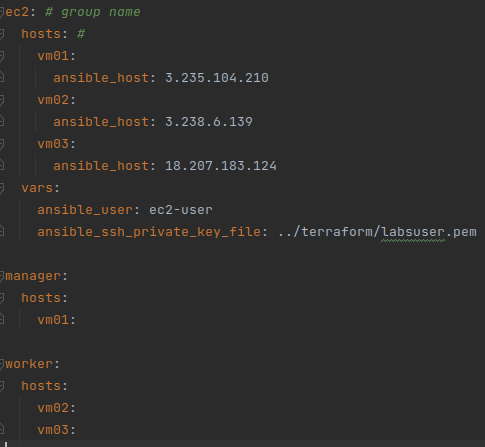 ec2: # group name
  hosts: #
    vm01:
      ansible_host: 3.235.104.210
    vm02:
      ansible_host: 3.238.6.139
    vm03:
      ansible_host: 18.207.183.124
  vars:
    ansible_user: ec2-user
    ansible_ssh_private_key_file: ../terraform/labsuser.pem

manager:
  hosts:
    vm01:

worker:
  hosts:
    vm02:
    vm03: